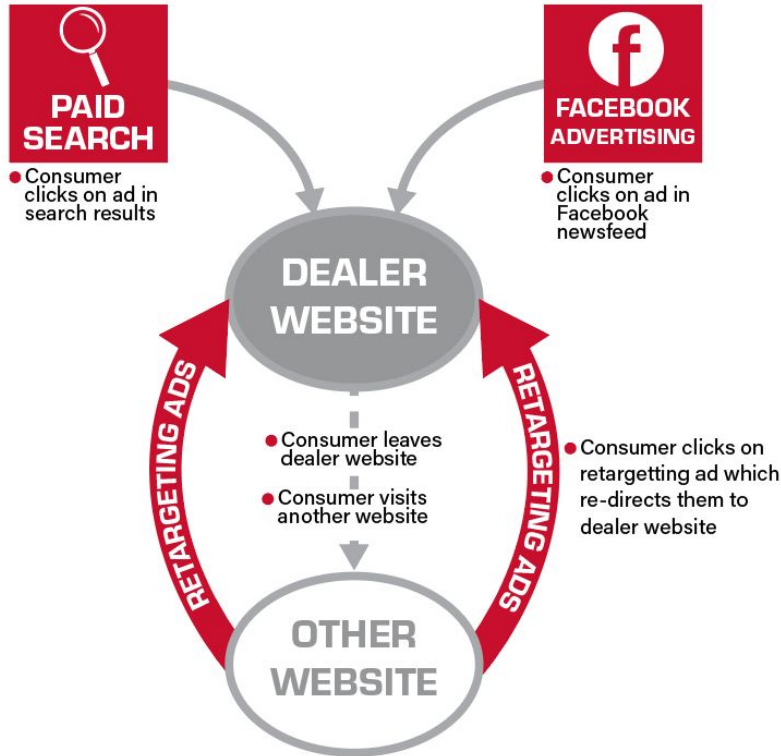 PAID
SEARCH
● Consumer
clicks on ad in
search results
f
FACEBOOK
ADVERTISING
● Consumer
clicks on ad in
Facebook
newsfeed
DEALER
WEBSITE
RETARGETING ADS
● Consumer leaves
dealer website
● Consumer visits
another website
RETARGETING ADS
● Consumer clicks on
retargetting ad which
re-directs them to
dealer website
OTHER
WEBSITE